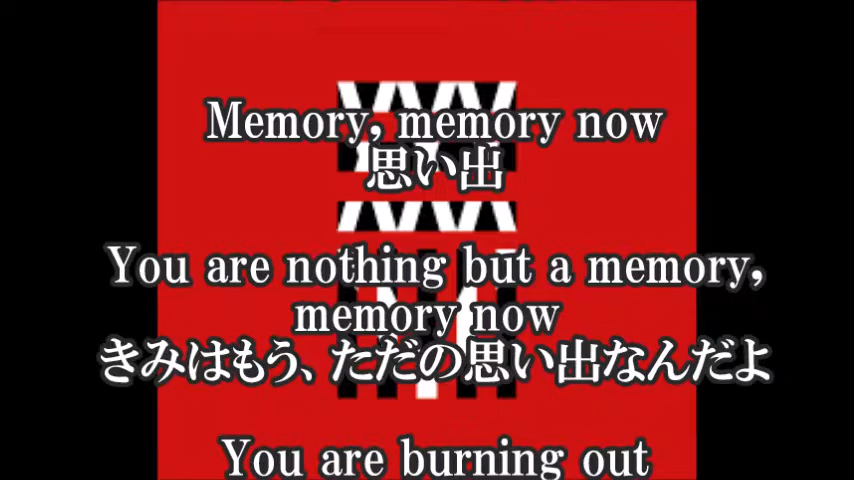 Memory, memory now
思い出
You are nothing but a memory,
memory now
きみはもう、ただの思い出なんだよ
You are burning out